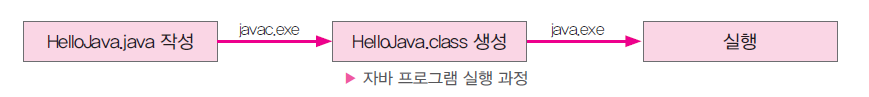 HelloJava.java 작성
javac.exe
HelloJava.class 생성
java.exe
실행
▶ 자바 프로그램 실행 과정